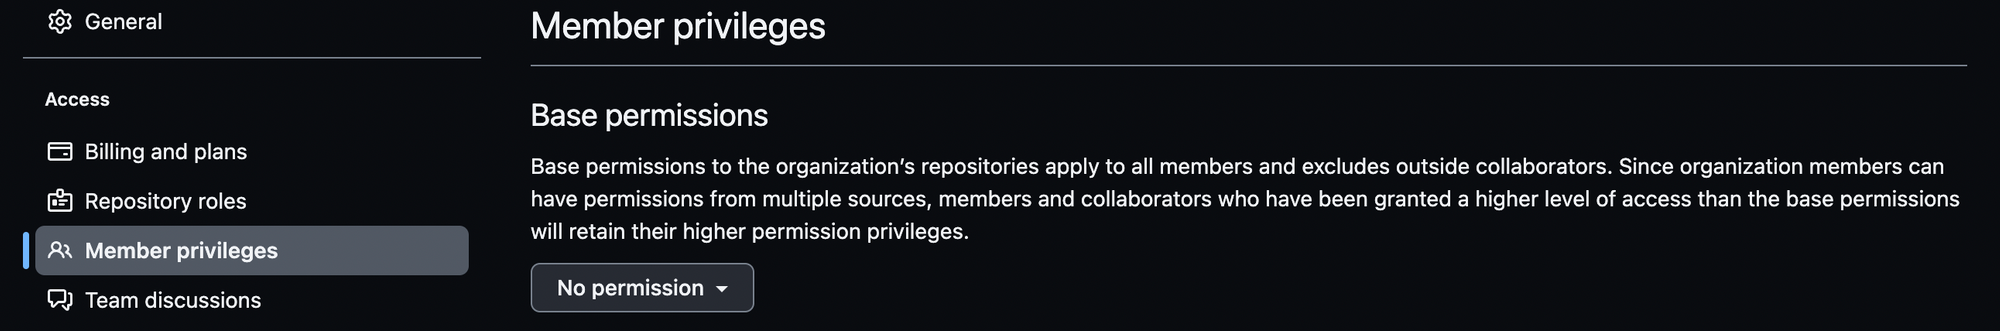 General
Access
Billing and plans
Repository roles
Member privileges
Team discussions
Member privileges
Base permissions
Base permissions to the organization’s repositories apply to all members and excludes outside collaborators. Since organization members can
have permissions from multiple sources, members and collaborators who have been granted a higher level of access than the base permissions
will retain their higher permission privileges.
No permission